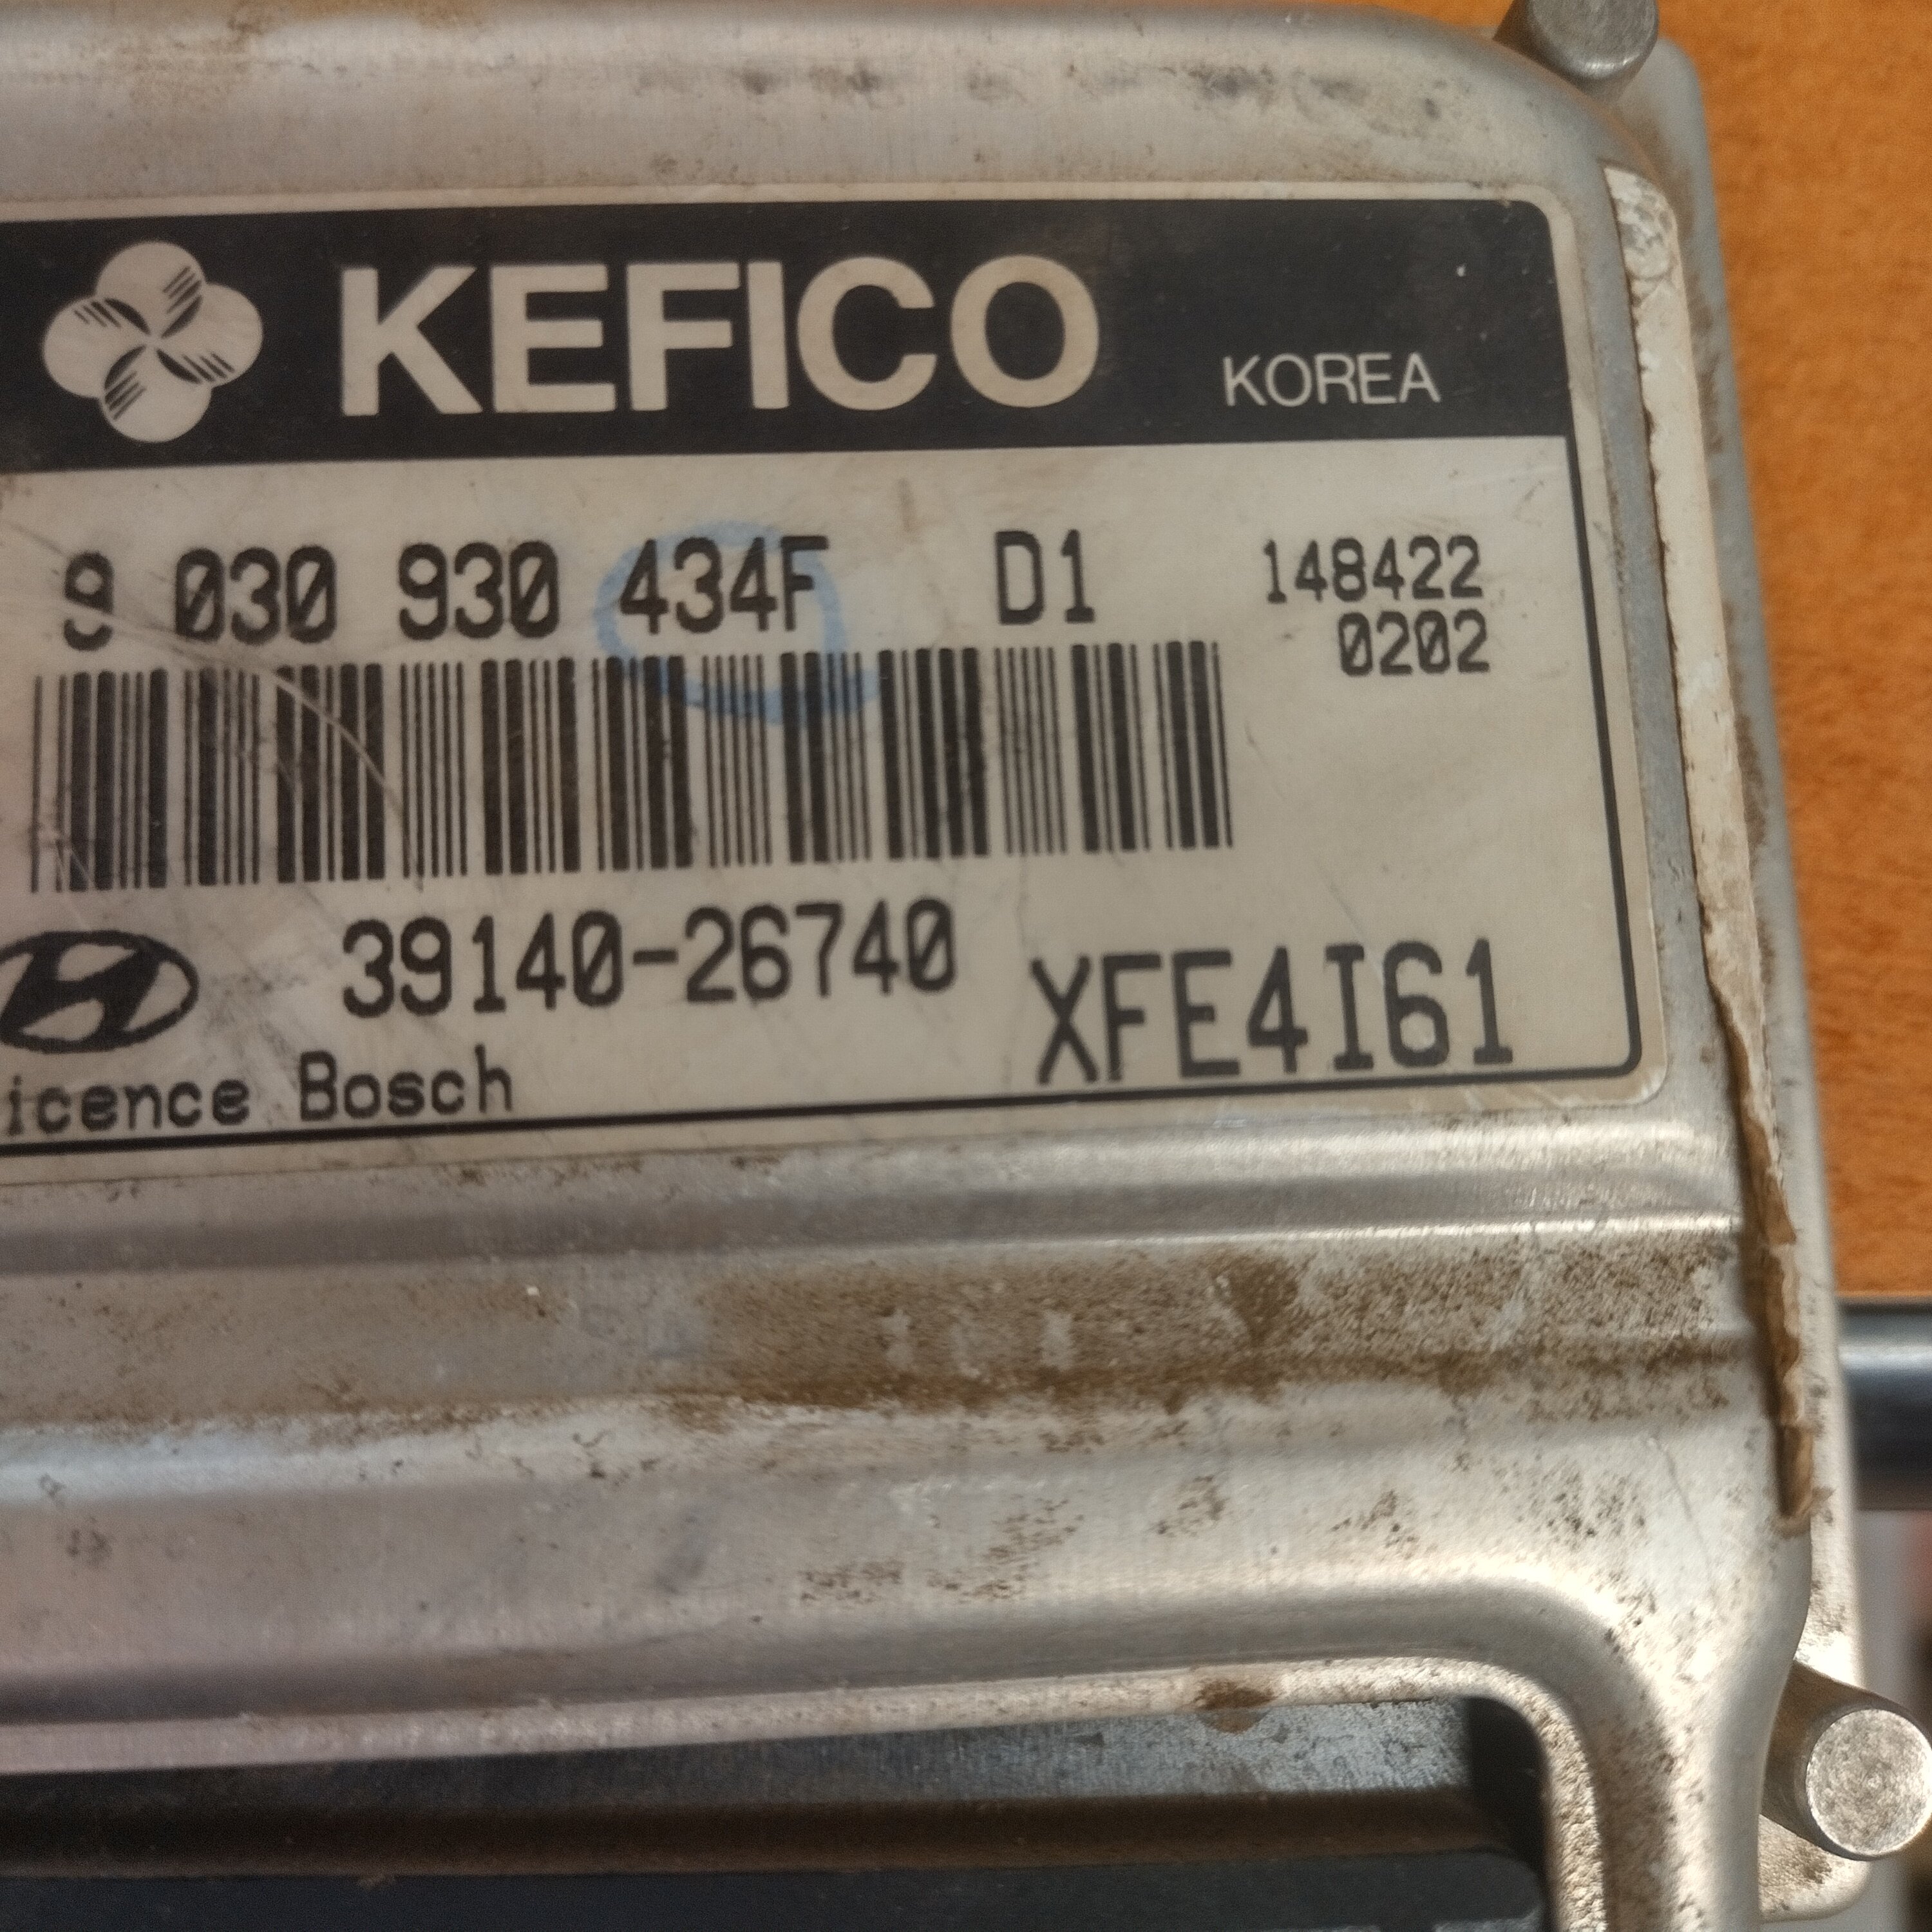 KEFICO KOREA
9 030 930 434F D1 148422
0202
39140-26740 XFE4I61
icence Bosch